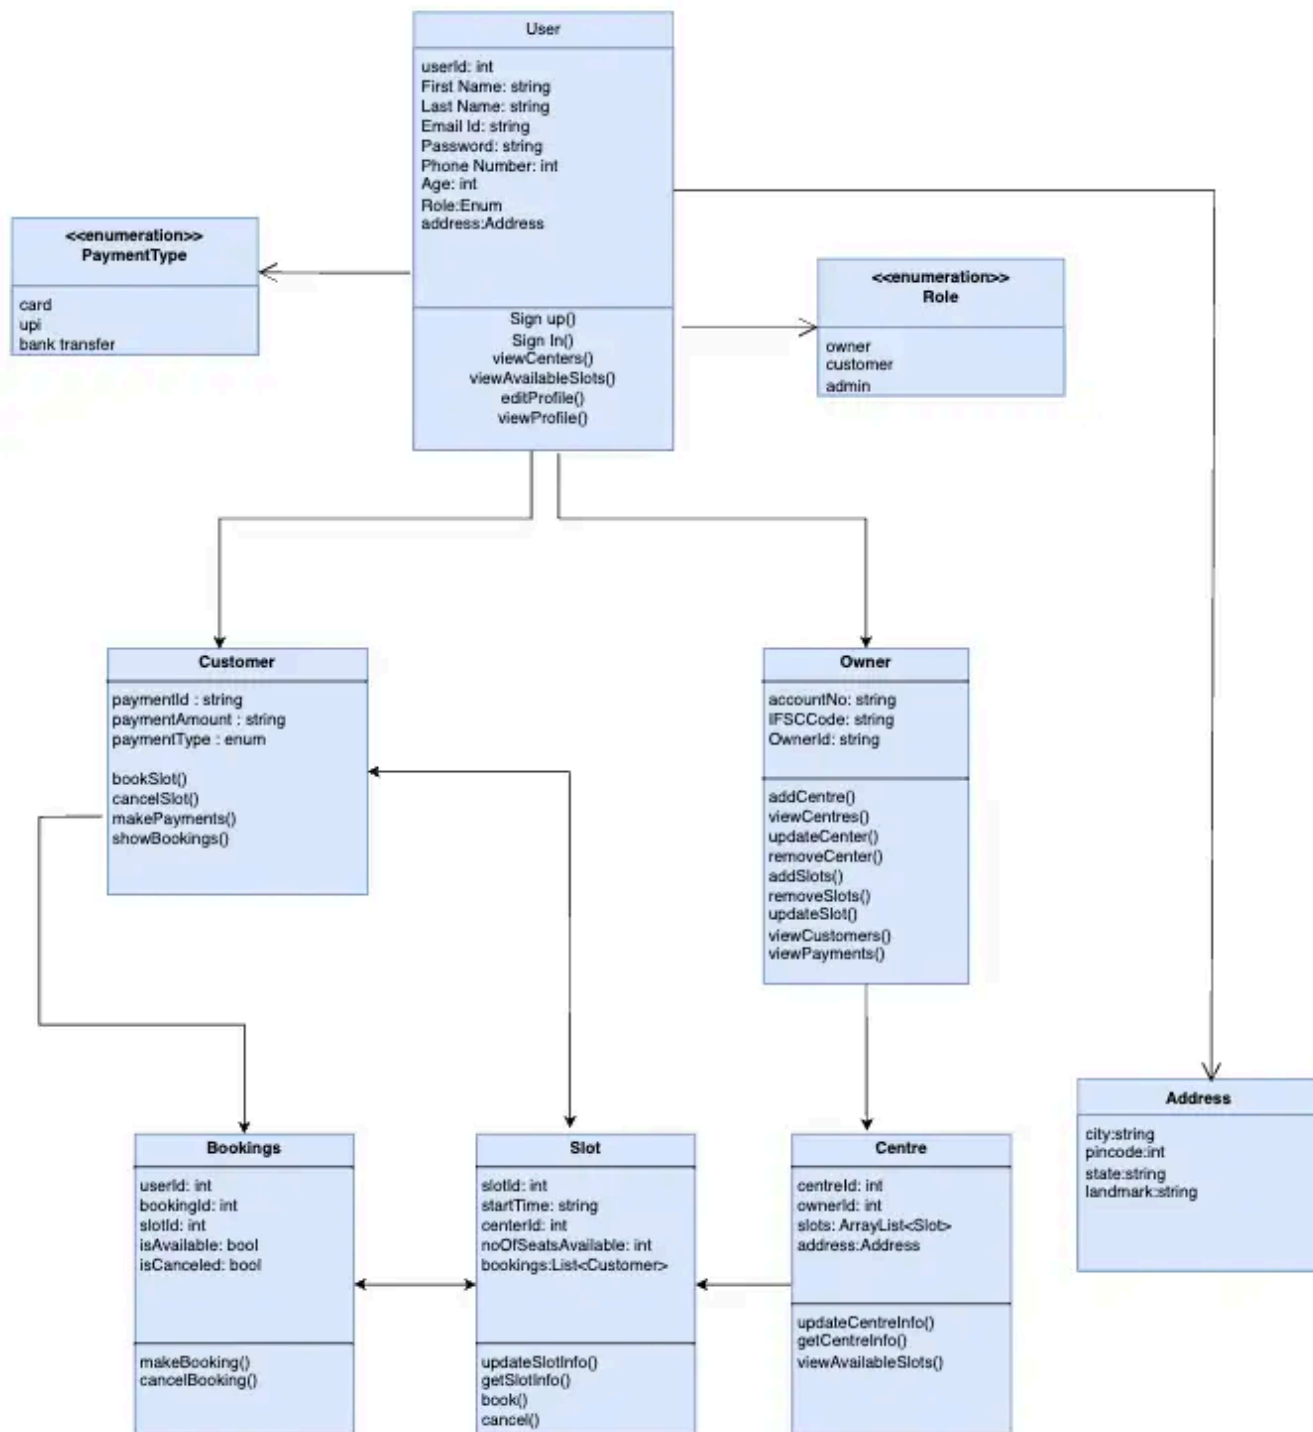 User
userId: int
First Name: string
Last Name: string
Email Id: string
Password: string
Phone Number: int
Age: int
Role:Enum
address:Address
Sign up()
Sign In()
viewCenters()
viewAvailableSlots()
editProfile()
viewProfile()
<<enumeration>>
PaymentType
card
upi
bank transfer
<<enumeration>>
Role
owner
customer
admin
Customer
paymentId : string
paymentAmount : string
paymentType : enum
bookSlot()
cancelSlot()
makePayments()
showBookings()
Owner
accountNo: string
IFSCCode: string
OwnerId: string
addCentre()
viewCentres()
updateCenter()
removeCenter()
addSlots()
removeSlots()
updateSlot()
viewCustomers()
viewPayments()
Bookings
userId: int
bookingId: int
slotId: int
isAvailable: bool
isCanceled: bool
makeBooking()
cancelBooking()
Slot
slotId: int
startTime: string
centerId: int
noOfSeatsAvailable: int
bookings:List<Customer>
updateSlotInfo()
getSlotInfo()
book()
cancel()
Centre
centreId: int
ownerId: int
slots: ArrayList<Slot>
address:Address
updateCentreInfo()
getCentreInfo()
viewAvailableSlots()
Address
city:string
pincode:int
state:string
landmark:string